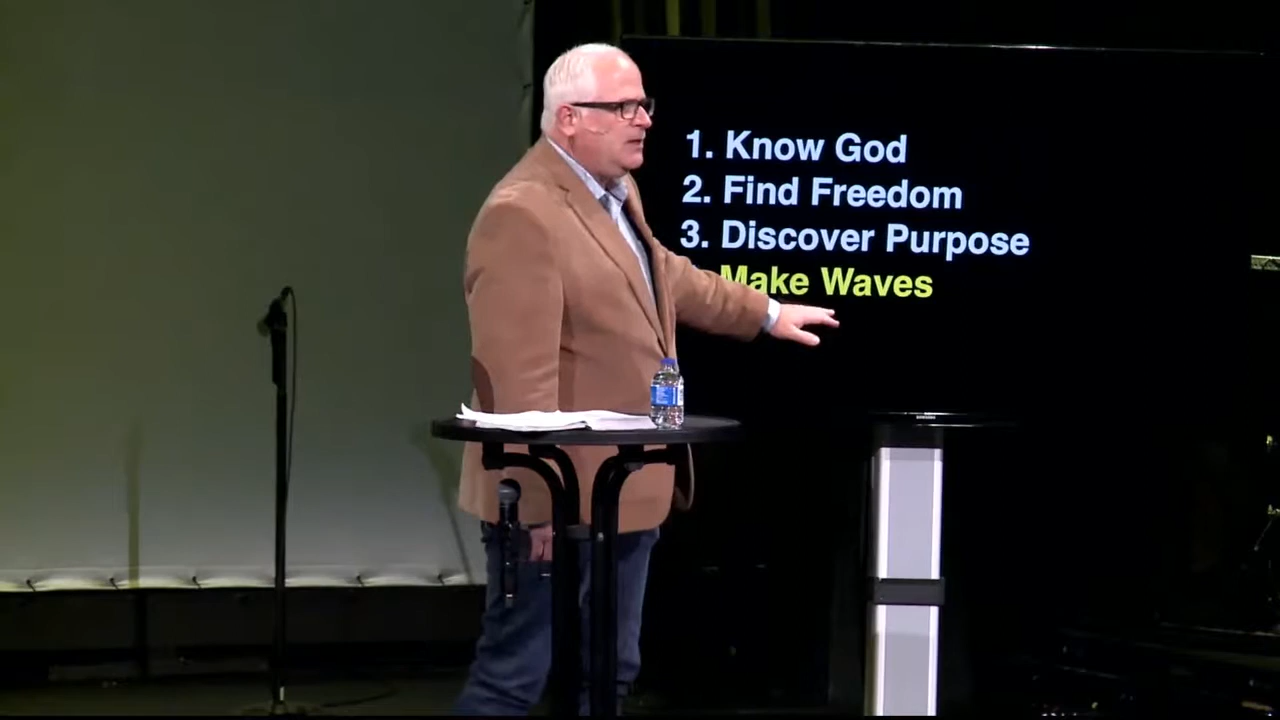 1. Know God
2. Find Freedom
3. Discover Purpose
Make Waves